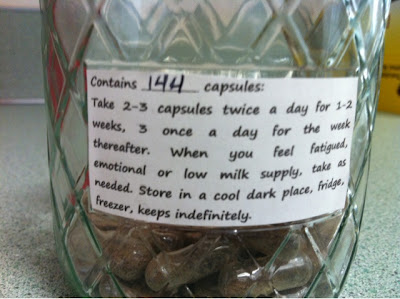 Contains 144 capsules:
Take 2-3 capsules twice a day for 1-2
weeks, 3 once a day for the week
thereafter. When you feel fatigued,
emotional or low milk supply, take as
needed. Store in a cool dark place, fridge,
freezer, keeps indefinitely.